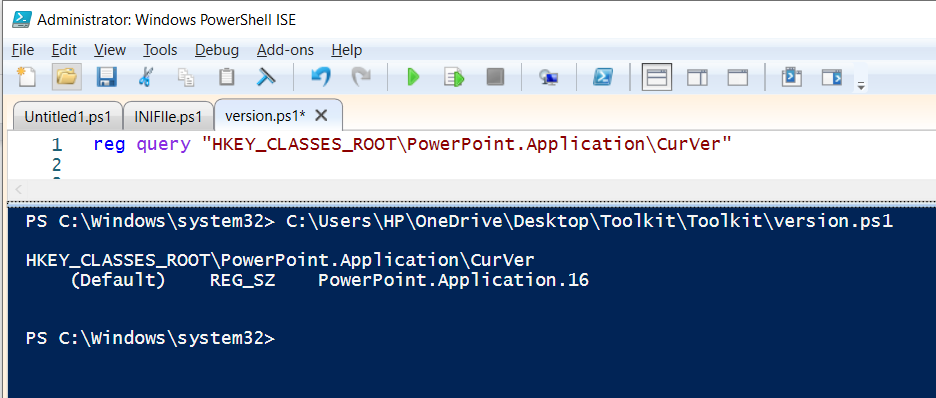 Administrator: Windows PowerShell ISE
File Edit View Tools Debug Add-ons Help
Untitled1.ps1 INIFIle.ps1 version.ps1* X
1 reg query "HKEY_CLASSES_ROOT\PowerPoint.Application\CurVer"
2
PS C:\Windows\system32> C:\Users\HP\OneDrive\Desktop\Toolkit\Toolkit\version.ps1
HKEY_CLASSES_ROOT\PowerPoint.Application\CurVer
(Default) REG_SZ PowerPoint.Application.16
PS C:\Windows\system32>